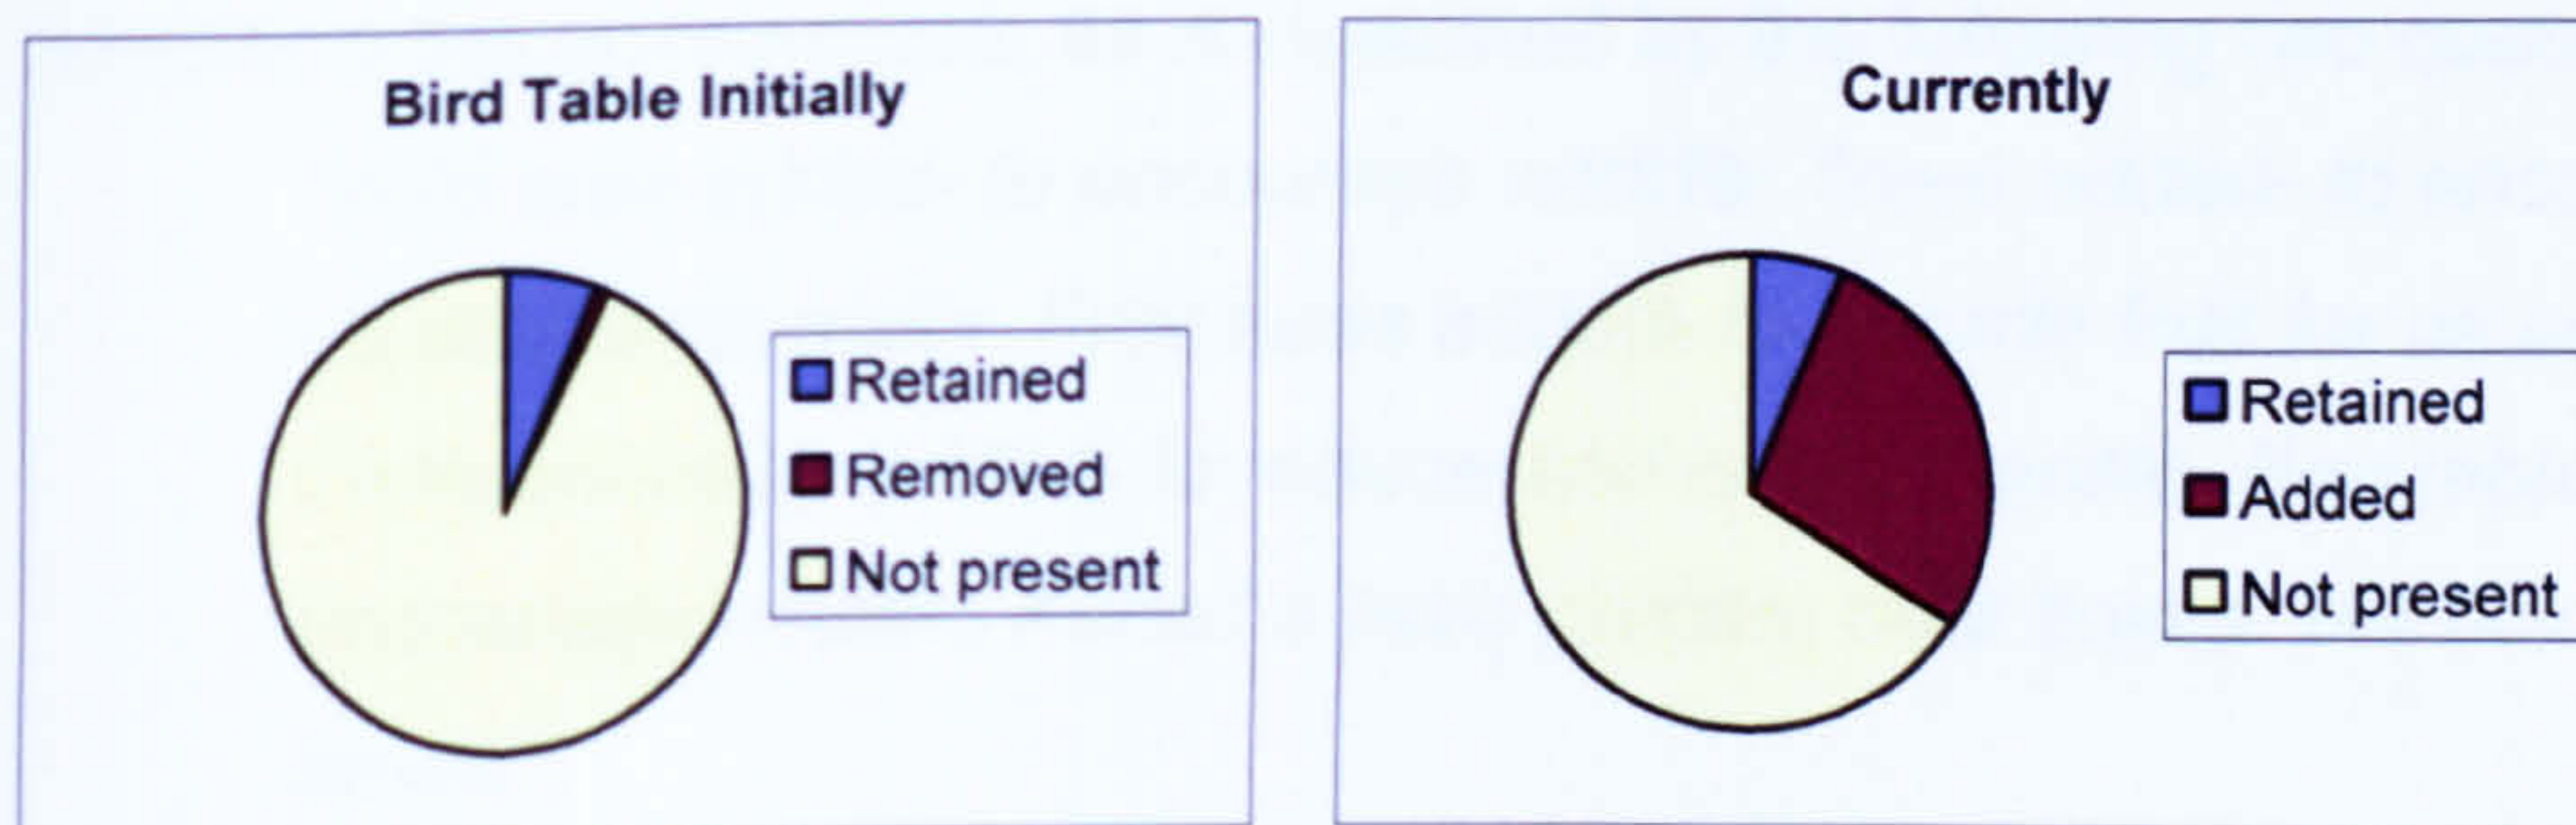 Bird Table Initially
Retained
Removed
Not present
Currently
Retained
Added
Not present